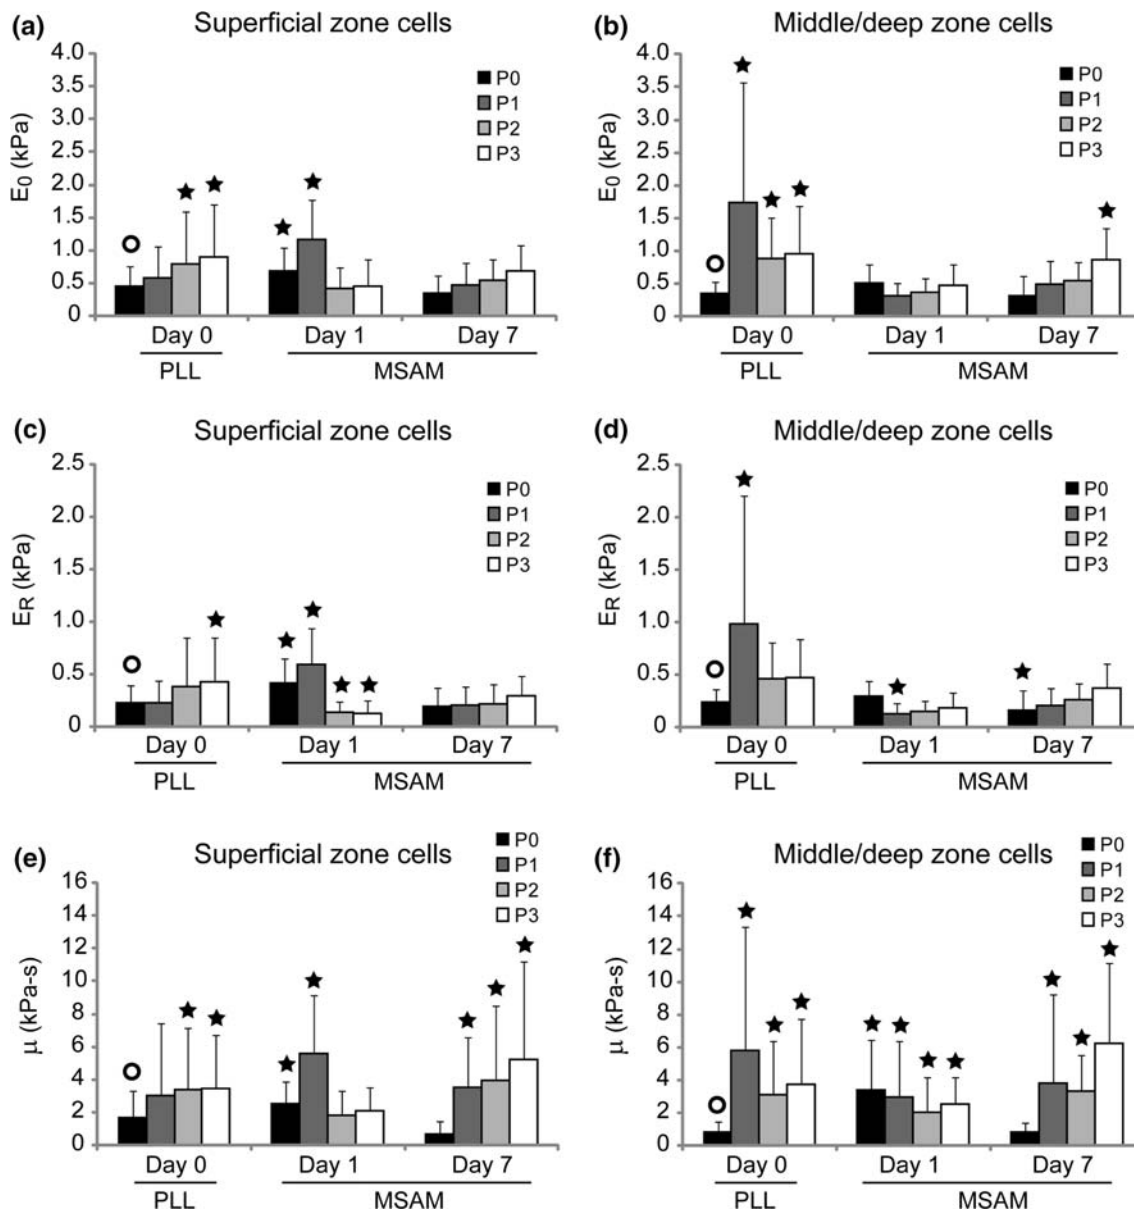 (a) Superficial zone cells
4.0
3.5
3.0
2.5
2.0
1.5
1.0
0.5
0
E0 (kPa)
P0
P1
P2
P3
Day 0 Day 1 Day 7
PLL MSAM
(b) Middle/deep zone cells
4.0
3.5
3.0
2.5
2.0
1.5
1.0
0.5
0
E0 (kPa)
P0
P1
P2
P3
Day 0 Day 1 Day 7
PLL MSAM
(c) Superficial zone cells
2.5
2.0
1.5
1.0
0.5
0
ER (kPa)
P0
P1
P2
P3
Day 0 Day 1 Day 7
PLL MSAM
(d) Middle/deep zone cells
2.5
2.0
1.5
1.0
0.5
0
ER (kPa)
P0
P1
P2
P3
Day 0 Day 1 Day 7
PLL MSAM
(e) Superficial zone cells
16
14
12
10
8
6
4
2
0
μ (kPa-s)
P0
P1
P2
P3
Day 0 Day 1 Day 7
PLL MSAM
(f) Middle/deep zone cells
16
14
12
10
8
6
4
2
0
μ (kPa-s)
P0
P1
P2
P3
Day 0 Day 1 Day 7
PLL MSAM